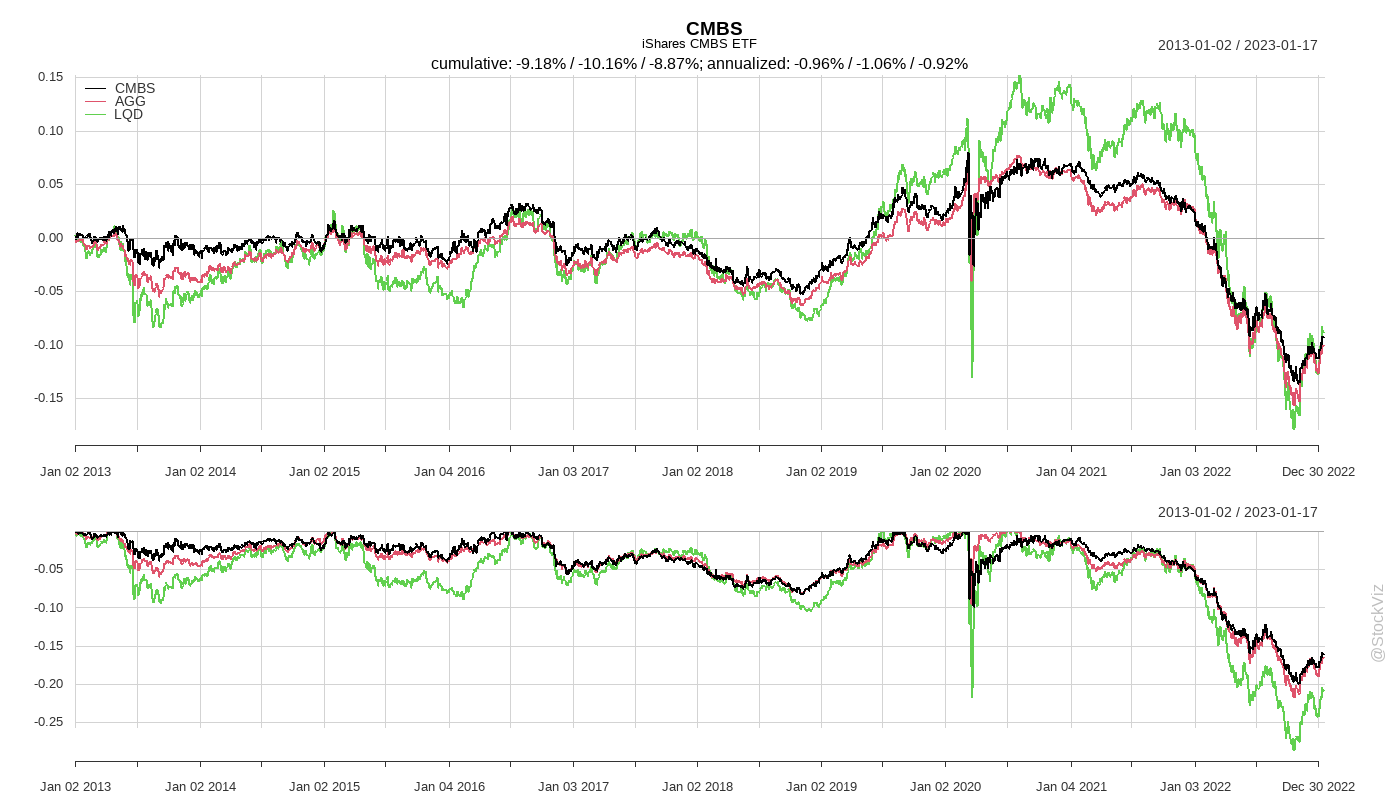 CMBS
iShares CMBS ETF
2013-01-02 / 2023-01-17
cumulative: -9.18% / -10.16% / -8.87%; annualized: -0.96% / -1.06% / -0.92%
CMBS
AGG
LQD
0.15
0.10
0.05
0.00
-0.05
-0.10
-0.15
Jan 02 2013 Jan 02 2014 Jan 02 2015 Jan 04 2016 Jan 03 2017 Jan 02 2018 Jan 02 2019 Jan 02 2020 Jan 04 2021 Jan 03 2022 Dec 30 2022
2013-01-02 / 2023-01-17
-0.05
-0.10
-0.15
-0.20
-0.25
Jan 02 2013 Jan 02 2014 Jan 02 2015 Jan 04 2016 Jan 03 2017 Jan 02 2018 Jan 02 2019 Jan 02 2020 Jan 04 2021 Jan 03 2022 Dec 30 2022
@StockViz